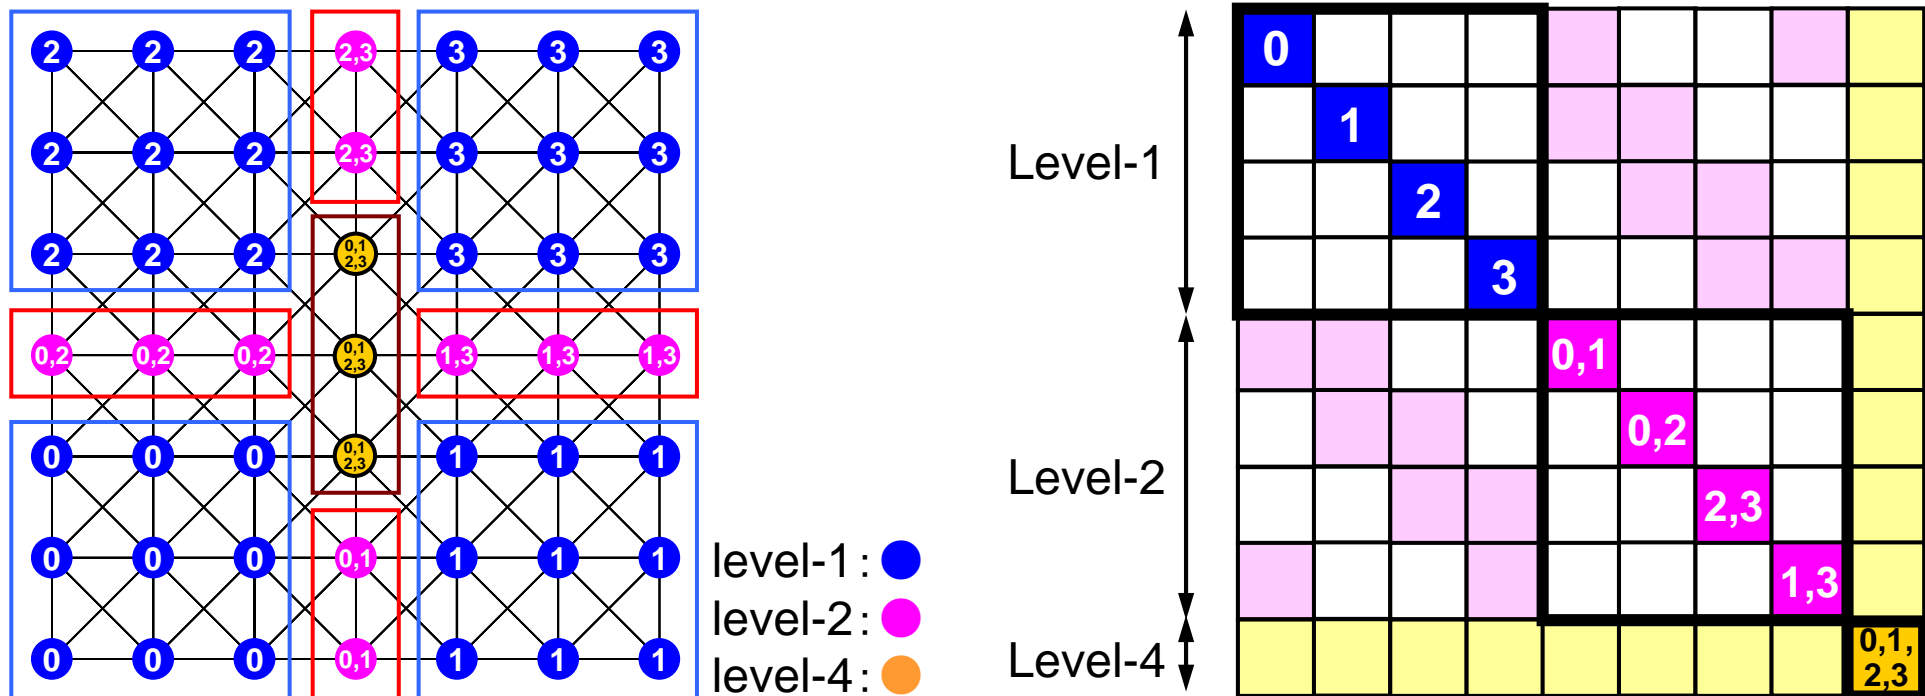 2 2 2 2,3 3 3 3
2 2 2 2,3 3 3 3
2 2 2 0,1 3 3 3
2,3
0,2 0,2 0,2 0,1 1,3 1,3 1,3
2,3
0 0 0 0,1 1 1 1
2,3
0 0 0 0,1 1 1 1
0 0 0 0,1 1 1 1
level-1:
level-2:
level-4:
Level-1
Level-2
Level-4
0
1
2
3
0,1
0,2
2,3
1,3
0,1,
2,3